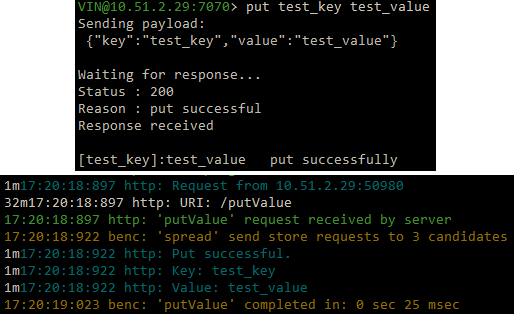 VIN@10.51.2.29:7070> put test_key test_value
Sending payload:
{"key":"test_key","value":"test_value"}
Waiting for response...
Status : 200
Reason : put successful
Response received
[test_key]:test_value put successfully
1m17:20:18:897 http: Request from 10.51.2.29:50980
32m17:20:18:897 http: URI: /putValue
17:20:18:897 http: 'putValue' request received by server
17:20:18:922 benc: 'spread' send store requests to 3 candidates
1m17:20:18:922 http: Put successful.
1m17:20:18:922 http: Key: test_key
1m17:20:18:922 http: Value: test_value
17:20:19:023 benc: 'putValue' completed in: 0 sec 25 msec